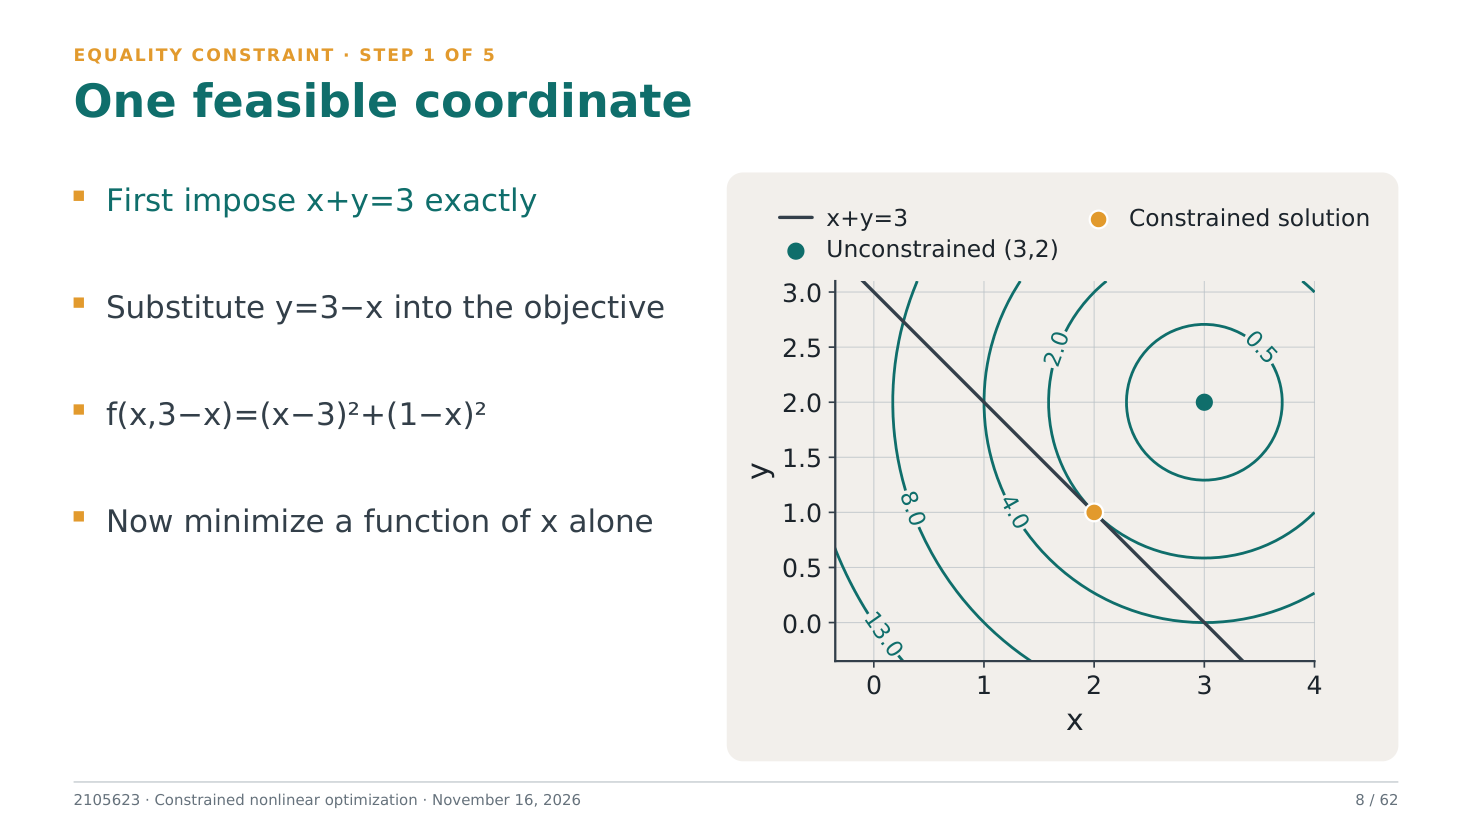 EQUALITY CONSTRAINT · STEP 1 OF 5
One feasible coordinate
First impose x+y=3 exactly
Substitute y=3−x into the objective
f(x,3−x)=(x−3)²+(1−x)²
Now minimize a function of x alone
x+y=3
Unconstrained (3,2)
Constrained solution
3.0
2.5
2.0
1.5
1.0
0.5
0.0
y
2.0
0.5
8.0
4.0
13.0
0 1 2 3 4
x
2105623 · Constrained nonlinear optimization · November 16, 2026
8 / 62